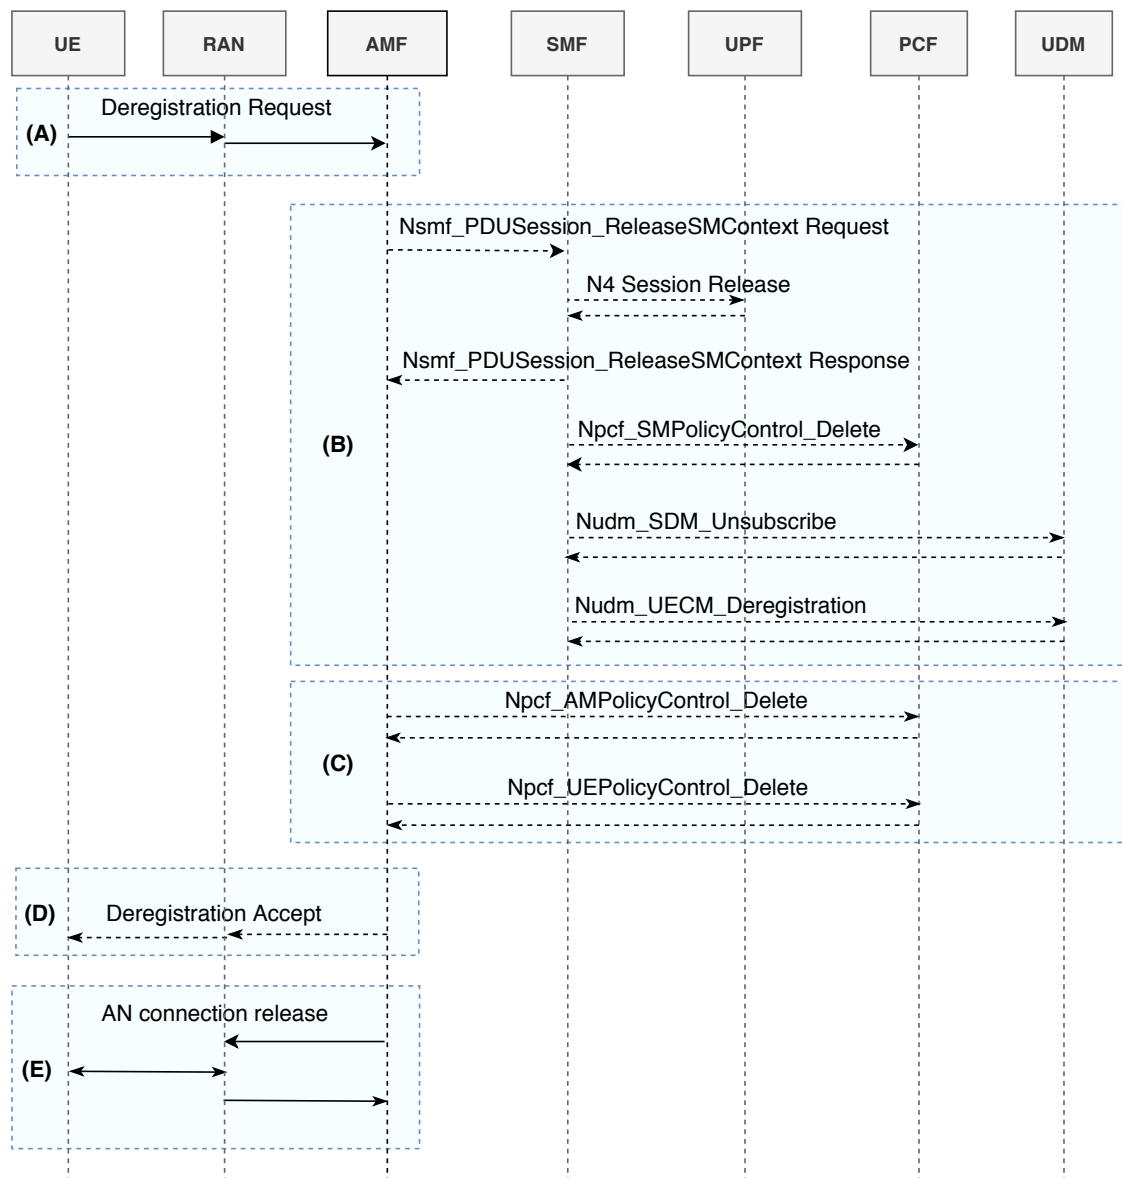 UE
RAN
AMF
SMF
UPF
PCF
UDM
Deregistration Request
(A)
Nsmf_PDUSession_ReleaseSMContext Request
N4 Session Release
Nsmf_PDUSession_ReleaseSMContext Response
(B)
Npcf_SMPolicyControl_Delete
Nudm_SDM_Unsubscribe
Nudm_UECM_Deregistration
Npcf_AMPolicyControl_Delete
(C)
Npcf_UEPolicyControl_Delete
(D)
Deregistration Accept
AN connection release
(E)